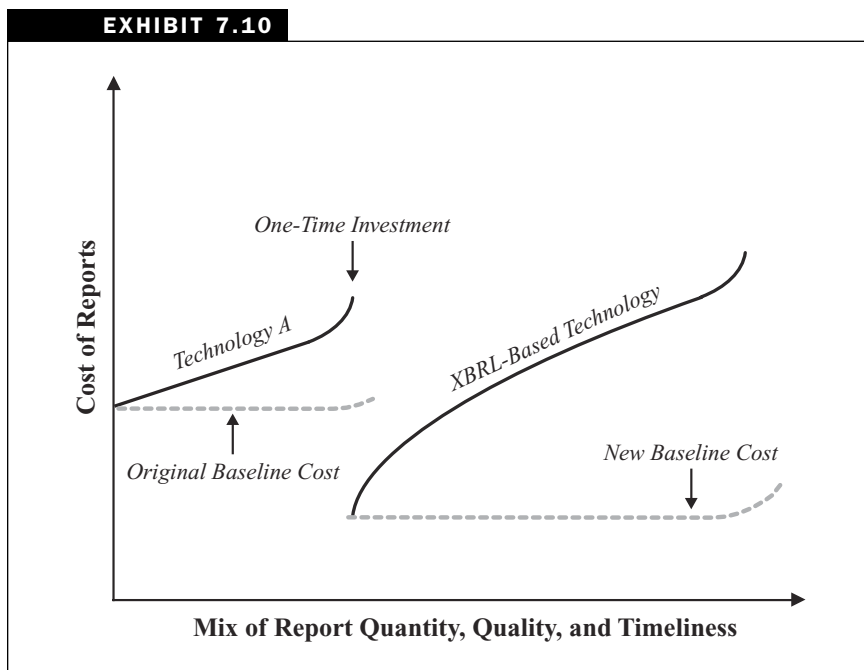 EXHIBIT 7.10
One-Time Investment
Technology A
XBRL-Based Technology
Cost of Reports
Original Baseline Cost
New Baseline Cost
Mix of Report Quantity, Quality, and Timeliness